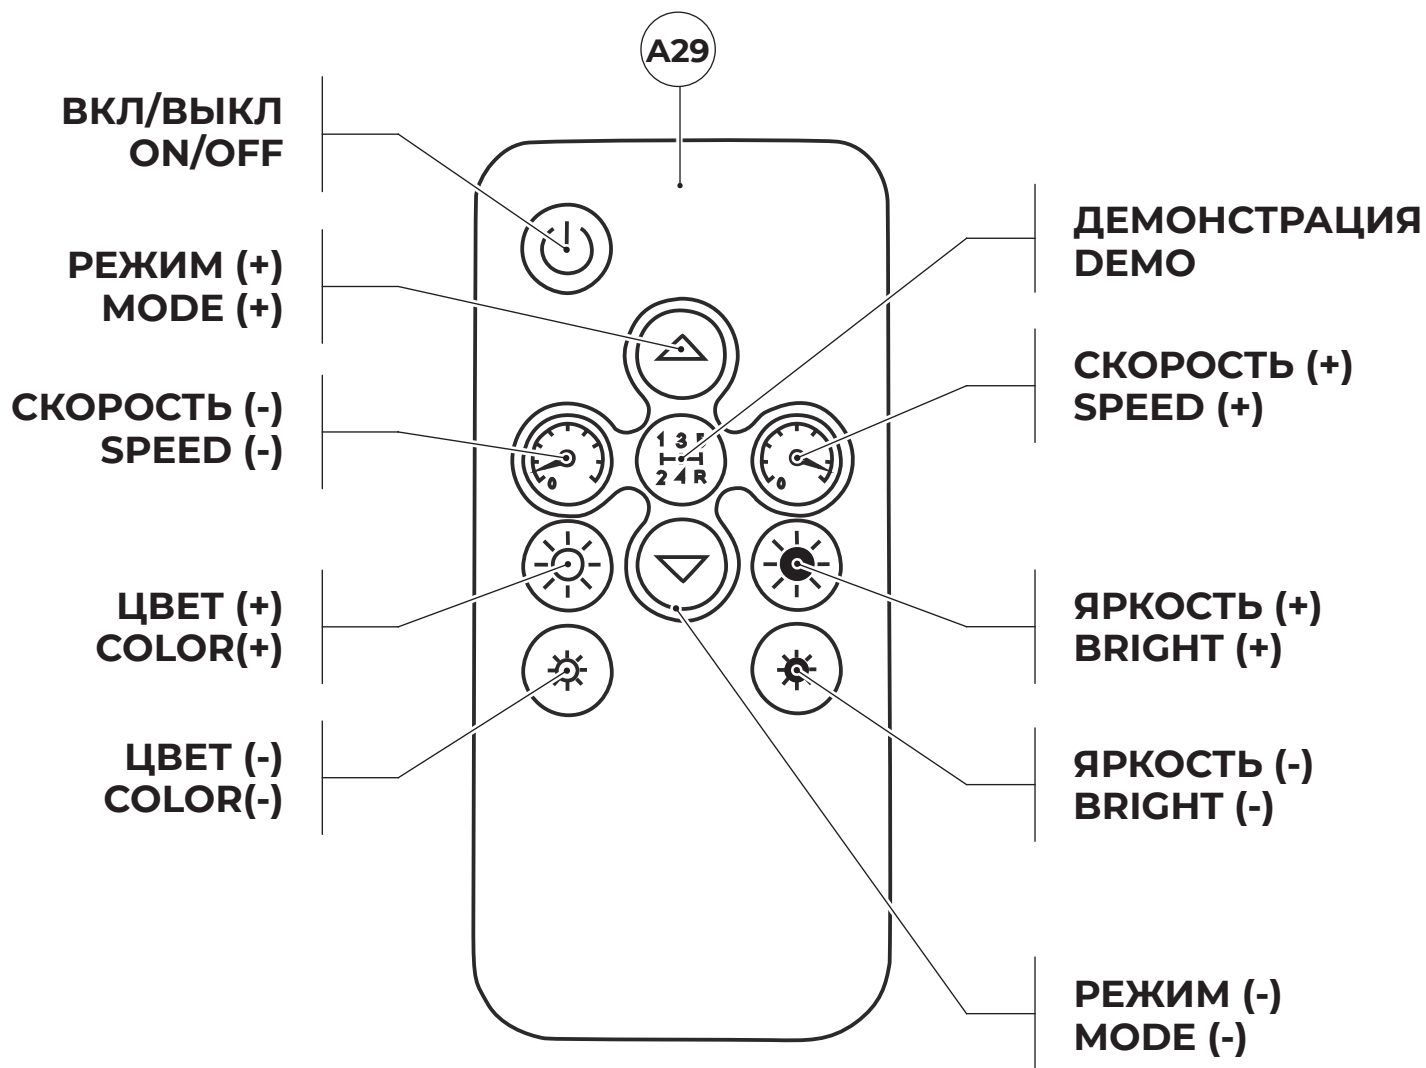 A29
ВКЛ/ВЫКЛ
ON/OFF
РЕЖИМ (+)
MODE (+)
СКОРОСТЬ (-)
SPEED (-)
ЦВЕТ (+)
COLOR(+)
ЦВЕТ (-)
COLOR(-)
1 3 5
2 4 R
0
0
ДЕМОНСТРАЦИЯ
DEMO
СКОРОСТЬ (+)
SPEED (+)
ЯРКОСТЬ (+)
BRIGHT (+)
ЯРКОСТЬ (-)
BRIGHT (-)
РЕЖИМ (-)
MODE (-)